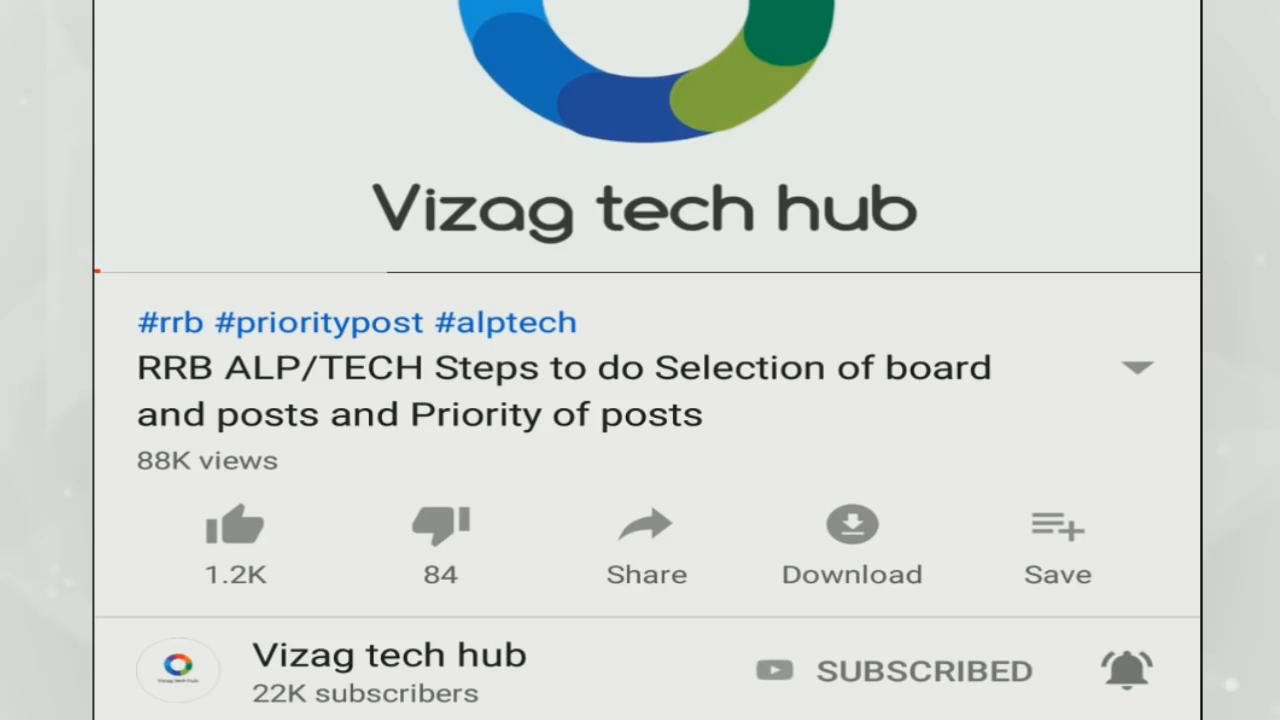 Vizag tech hub
#rrb #prioritypost #alptech
RRB ALP/TECH Steps to do Selection of board
and posts and Priority of posts
88K views
1.2K 84 Share Download Save
Vizag tech hub
22K subscribers
SUBSCRIBED